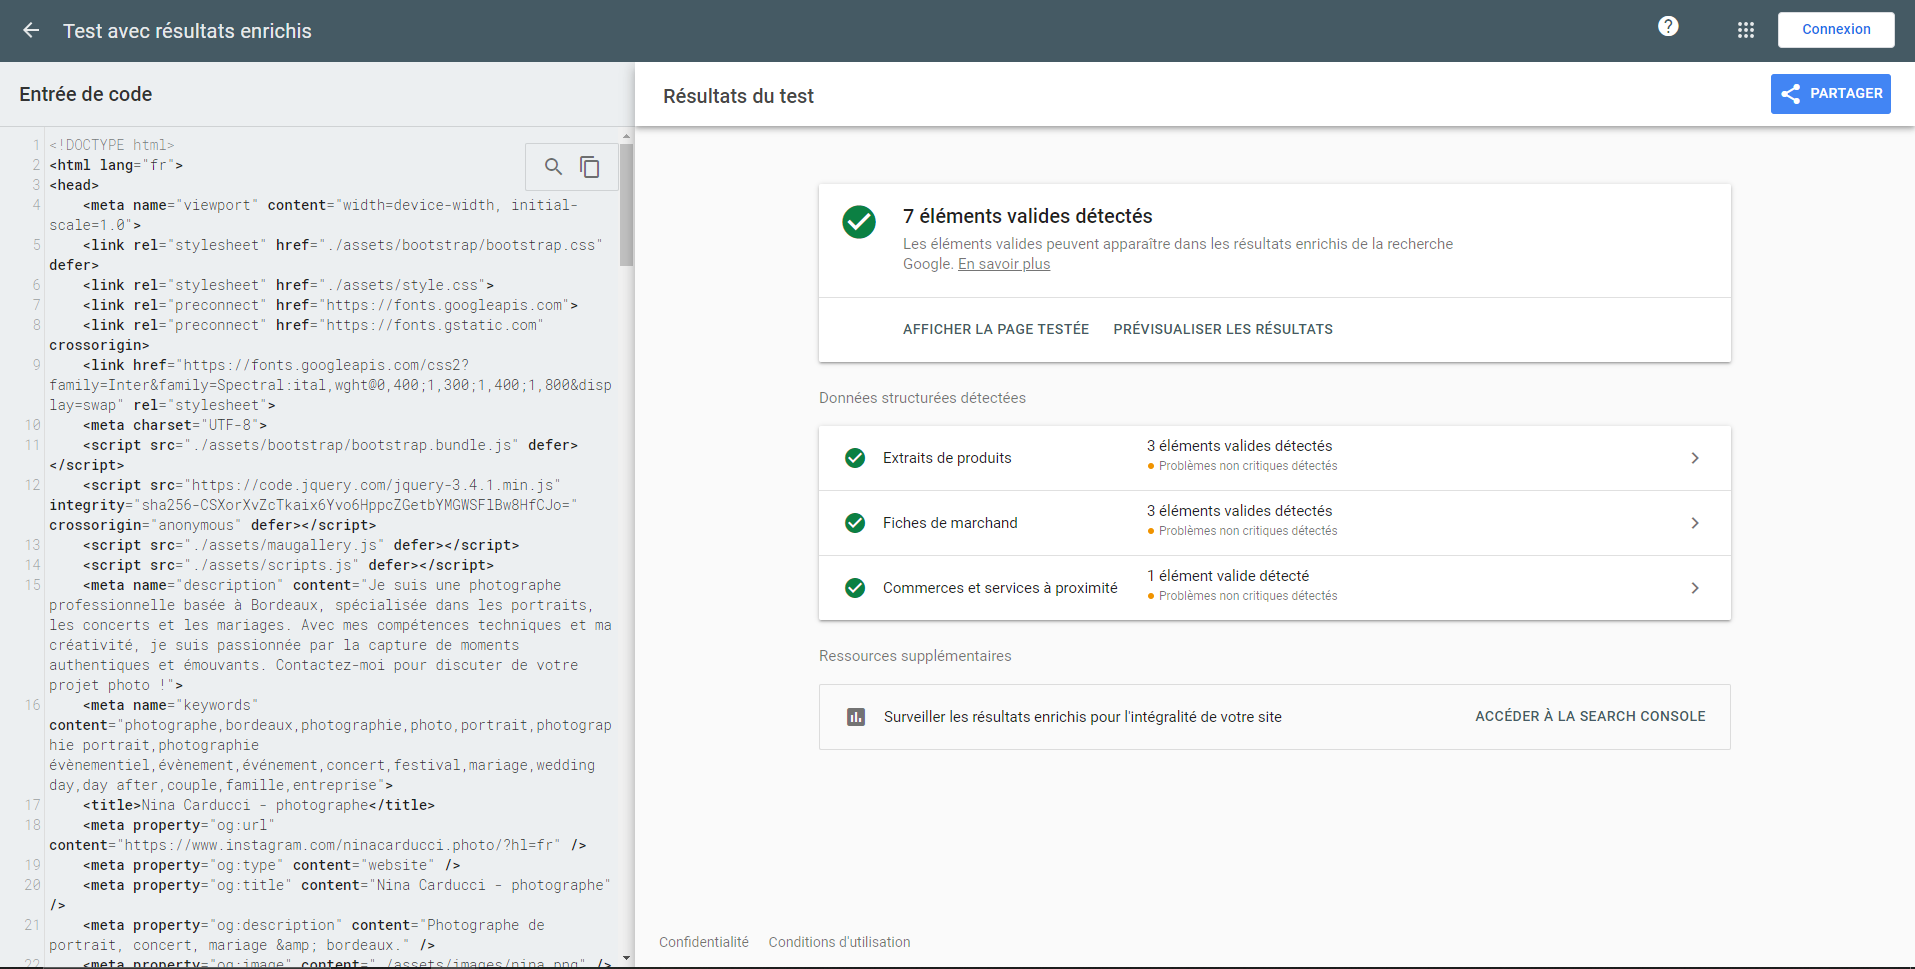 Test avec résultats enrichis
Connexion
Entrée de code
1 <!DOCTYPE html>
2 <html lang="fr">
3 <head>
4 <meta name="viewport" content="width=device-width, initial-
scale=1.0">
5 <link rel="stylesheet" href="./assets/bootstrap/bootstrap.css"
defer>
6 <link rel="stylesheet" href="./assets/style.css">
7 <link rel="preconnect" href="https://fonts.googleapis.com">
8 <link rel="preconnect" href="https://fonts.gstatic.com"
crossorigin>
9 <link href="https://fonts.googleapis.com/css2?
family=Inter&family=Spectral:ital,wght@0,400;1,300;1,400;1,800&disp
lay=swap" rel="stylesheet">
10 <meta charset="UTF-8">
11 <script src="./assets/bootstrap/bootstrap.bundle.js" defer>
</script>
12 <script src="https://code.jquery.com/jquery-3.4.1.min.js"
integrity="sha256-CSXorXvZcTkaix6Yvo6HppcZGetbYMGWSFlBw8HfCJo="
crossorigin="anonymous" defer></script>
13 <script src="./assets/maugallery.js" defer></script>
14 <script src="./assets/scripts.js" defer></script>
15 <meta name="description" content="Je suis une photographe
professionnelle basée à Bordeaux, spécialisée dans les portraits,
les concerts et les mariages. Avec mes compétences techniques et ma
créativité, je suis passionnée par la capture de moments
authentiques et émouvants. Contactez-moi pour discuter de votre
projet photo !">
16 <meta name="keywords"
content="photographe,bordeaux,photographie,photo,portrait,photograp
hie portrait,photographie
évènementiel,évènement,événement,concert,festival,mariage,wedding
day,day after,couple,famille,entreprise">
17 <title>Nina Carducci - photographe</title>
18 <meta property="og:url"
content="https://www.instagram.com/ninacarducci.photo/?hl=fr" />
19 <meta property="og:type" content="website" />
20 <meta property="og:title" content="Nina Carducci - photographe"
/>
21 <meta property="og:description" content="Photographe de
portrait, concert, mariage &amp; bordeaux." />
22 <meta property="og:image" content="./assets/images/nina.png" />
Résultats du test
PARTAGER
7 éléments valides détectés
Les éléments valides peuvent apparaître dans les résultats enrichis de la recherche
Google. En savoir plus
AFFICHER LA PAGE TESTÉE PRÉVISUALISER LES RÉSULTATS
Données structurées détectées
Extraits de produits
3 éléments valides détectés
Problèmes non critiques détectés
Fiches de marchand
3 éléments valides détectés
Problèmes non critiques détectés
Commerces et services à proximité
1 élément valide détecté
Problèmes non critiques détectés
Ressources supplémentaires
Surveiller les résultats enrichis pour l'intégralité de votre site
ACCÉDER À LA SEARCH CONSOLE
Confidentialité Conditions d'utilisation